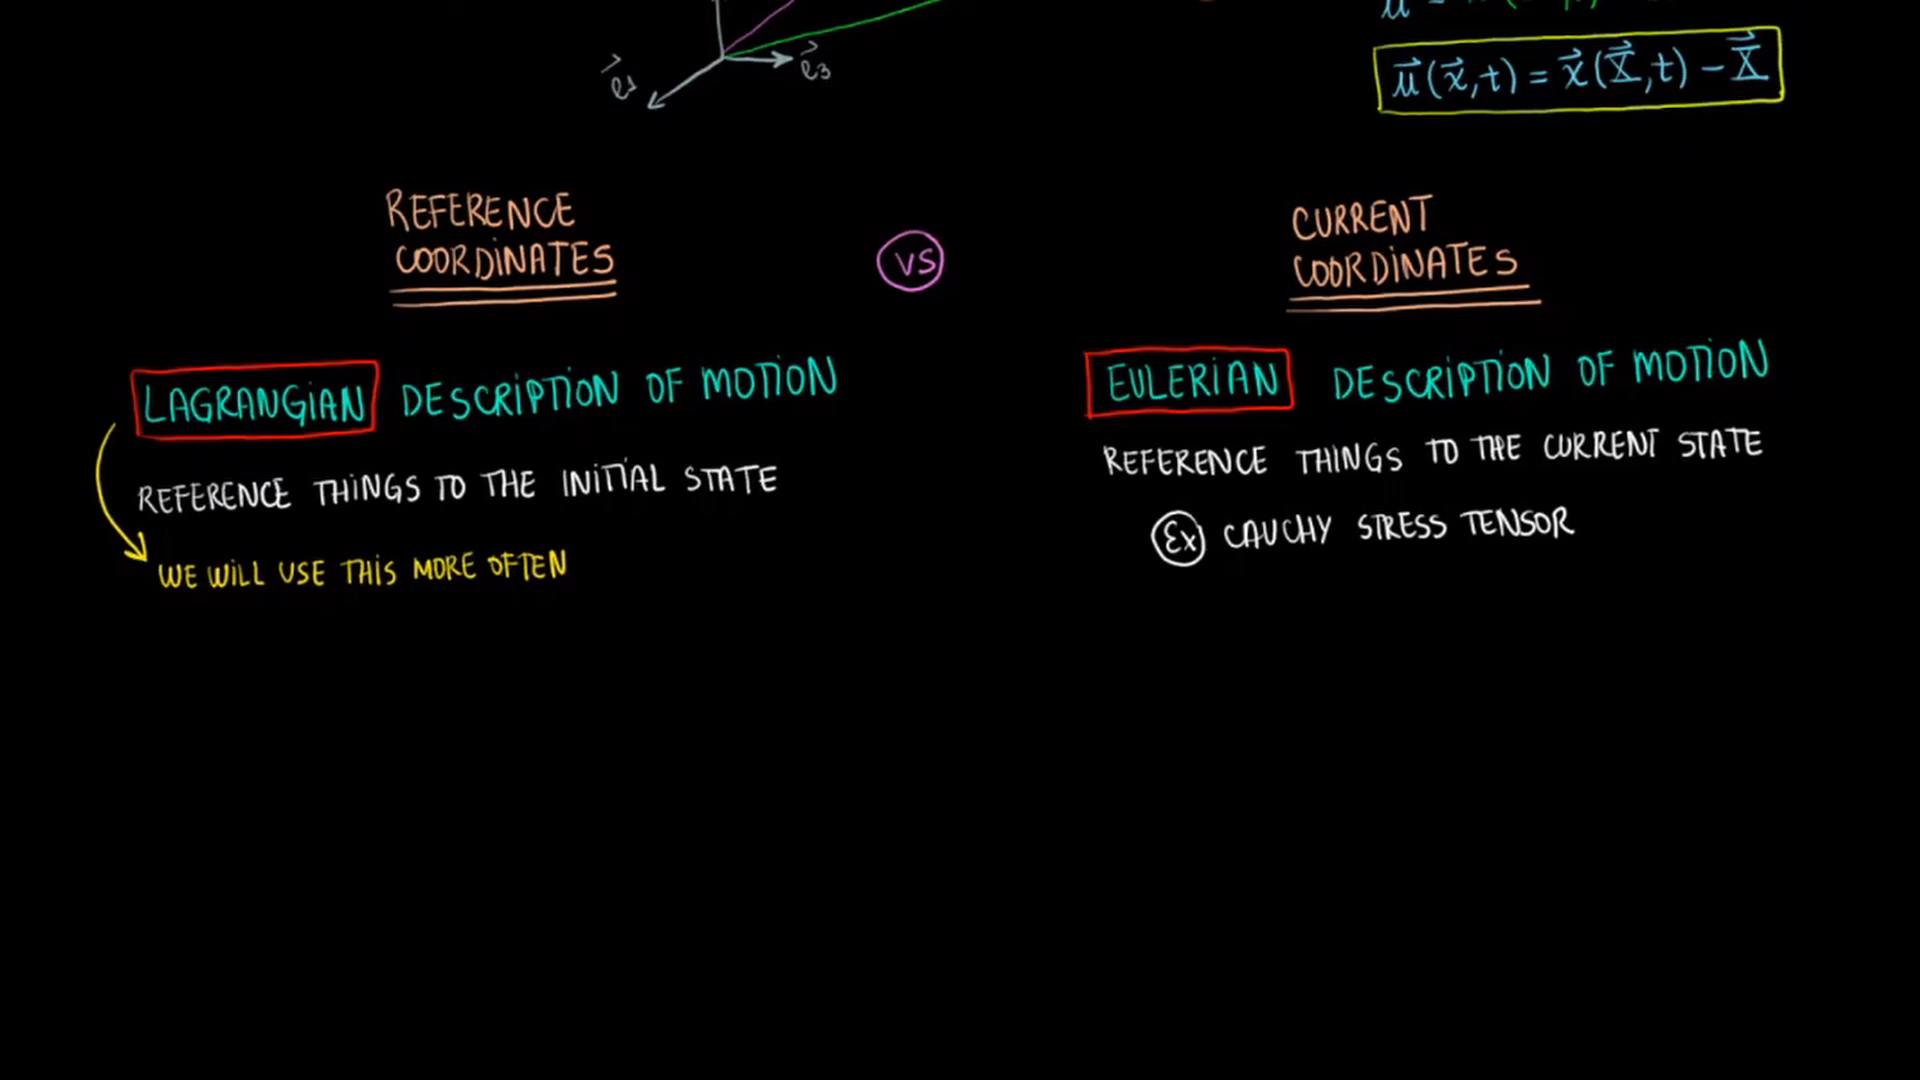 e₁
e₃
u⃗(x⃗,t) = x⃗(X⃗,t) − X⃗
REFERENCE
COORDINATES
VS
CURRENT
COORDINATES
LAGRANGIAN DESCRIPTION OF MOTION
REFERENCE THINGS TO THE INITIAL STATE
WE WILL USE THIS MORE OFTEN
EULERIAN DESCRIPTION OF MOTION
REFERENCE THINGS TO THE CURRENT STATE
Ex CAUCHY STRESS TENSOR